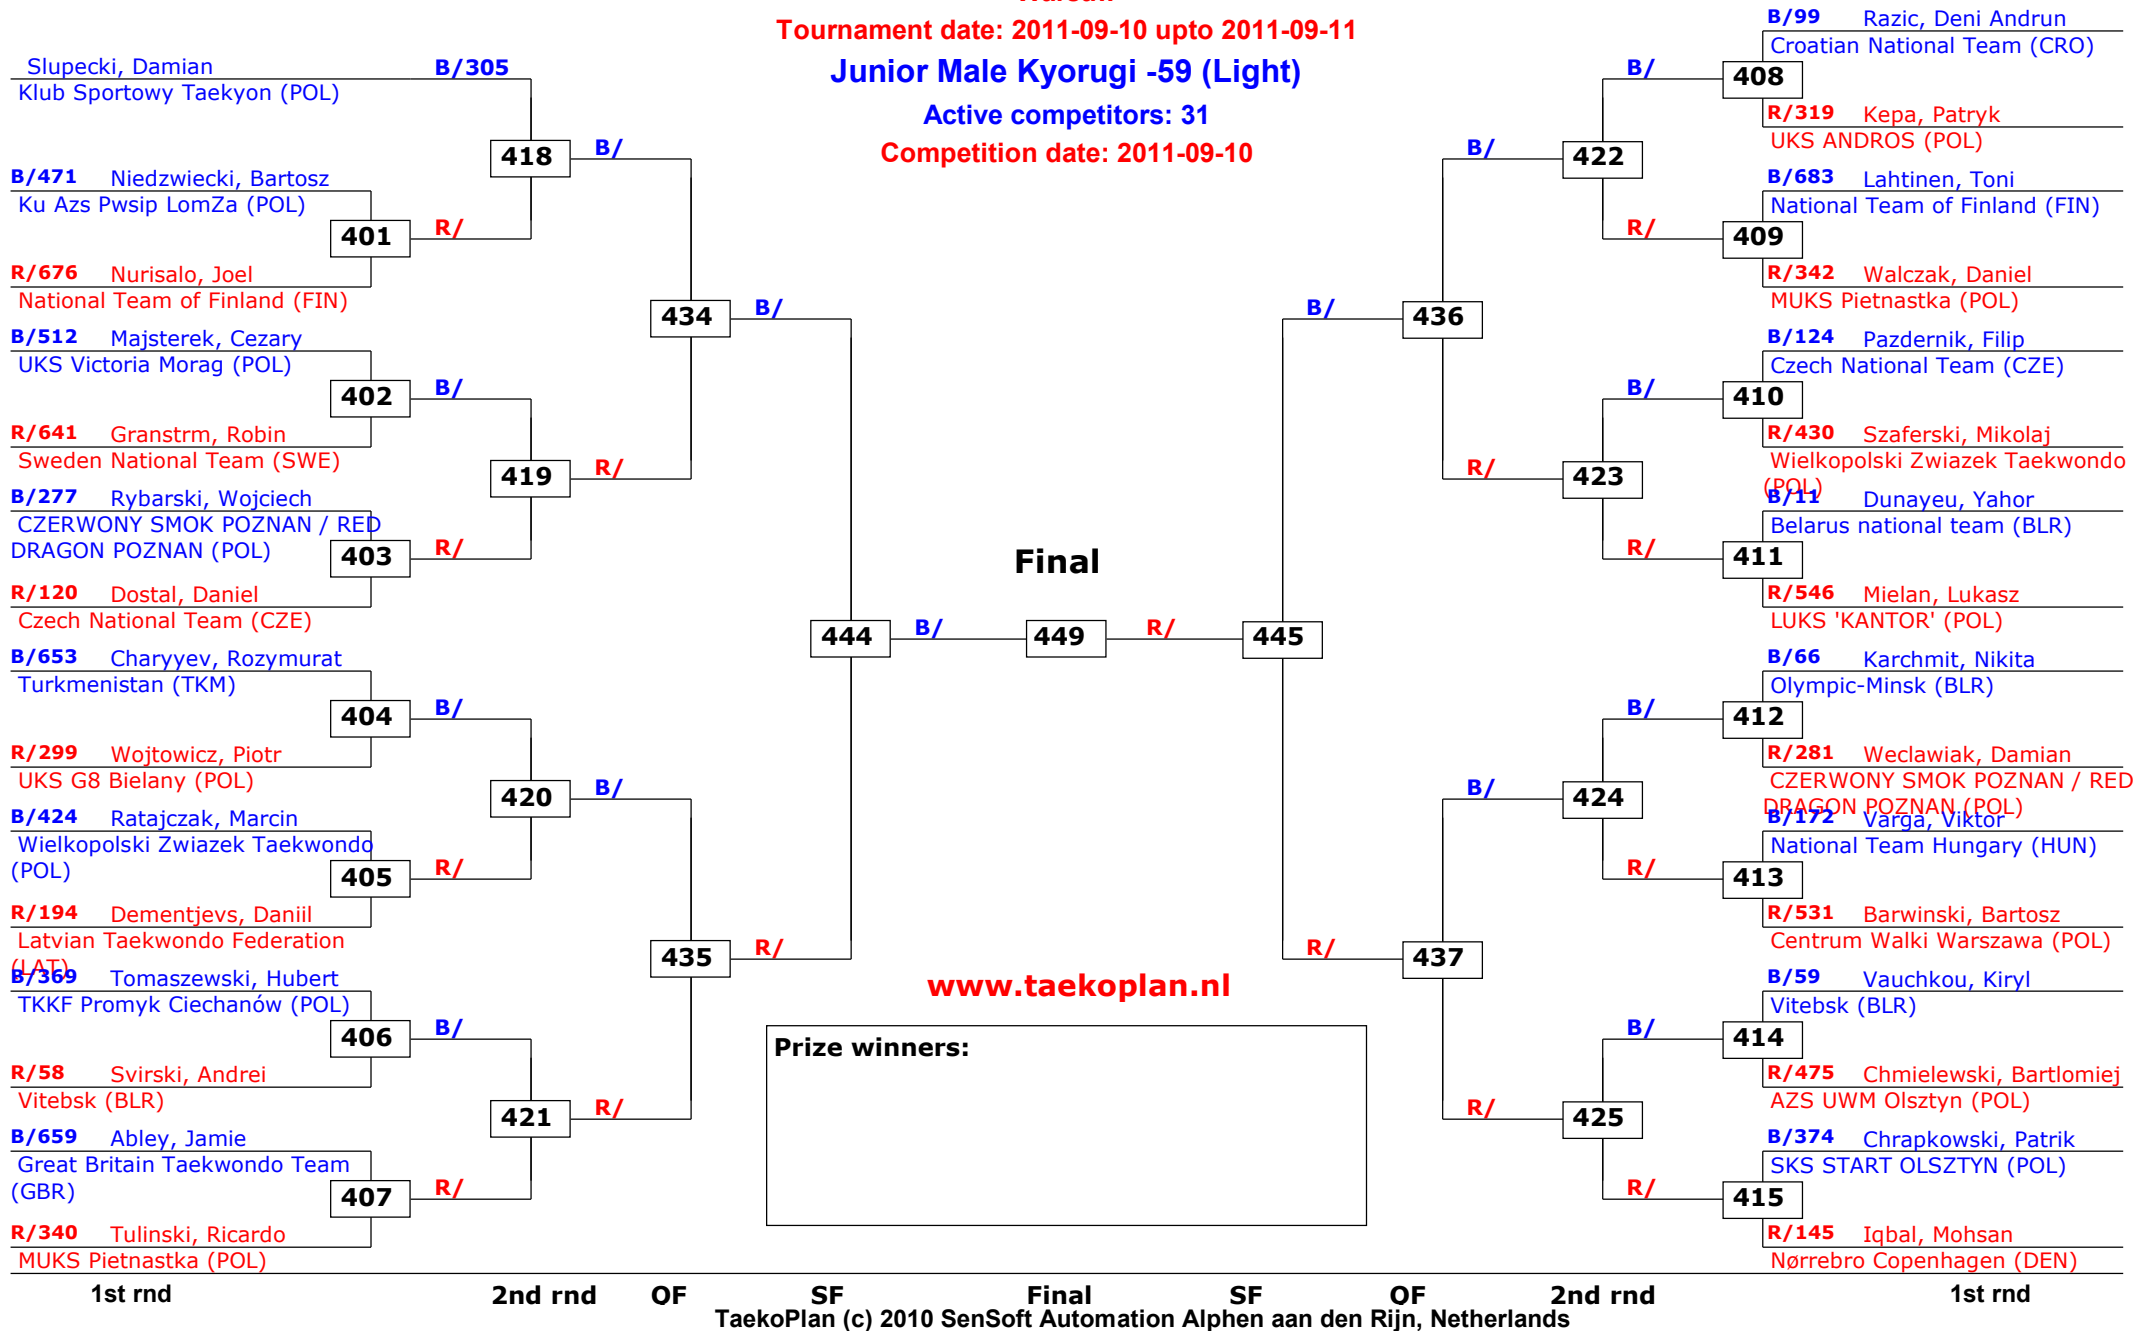 Tournament date: 2011-09-10 upto 2011-09-11
Junior Male Kyorugi -59 (Light)
Active competitors: 31
Competition date: 2011-09-10
Slupecki, Damian B/305
Klub Sportowy Taekyon (POL)
418 B/
B/471 Niedzwiecki, Bartosz
Ku Azs Pwsip LomZa (POL)
401 R/
R/676 Nurisalo, Joel
National Team of Finland (FIN)
434 B/
B/512 Majsterek, Cezary
UKS Victoria Morag (POL)
402 B/
R/641 Granstrm, Robin
Sweden National Team (SWE)
419 R/
B/277 Rybarski, Wojciech
CZERWONY SMOK POZNAN / RED
DRAGON POZNAN (POL)
403 R/
R/120 Dostal, Daniel
Czech National Team (CZE)
444 B/
B/653 Charyyev, Rozymurat
Turkmenistan (TKM)
404 B/
R/299 Wojtowicz, Piotr
UKS G8 Bielany (POL)
420 B/
B/424 Ratajczak, Marcin
Wielkopolski Zwiazek Taekwondo
(POL)
405 R/
R/194 Dementjevs, Daniil
Latvian Taekwondo Federation
(LAT)
435 R/
B/369 Tomaszewski, Hubert
TKKF Promyk Ciechanów (POL)
406 B/
R/58 Svirski, Andrei
Vitebsk (BLR)
421 R/
B/659 Abley, Jamie
Great Britain Taekwondo Team
(GBR)
407 R/
R/340 Tulinski, Ricardo
MUKS Pietnastka (POL)
Final
449
www.taekoplan.nl
Prize winners:
B/99 Razic, Deni Andrun
Croatian National Team (CRO)
B/ 408
R/319 Kepa, Patryk
UKS ANDROS (POL)
B/ 422
B/683 Lahtinen, Toni
National Team of Finland (FIN)
R/ 409
R/342 Walczak, Daniel
MUKS Pietnastka (POL)
B/ 436
B/124 Pazdernik, Filip
Czech National Team (CZE)
B/ 410
R/430 Szaferski, Mikolaj
Wielkopolski Zwiazek Taekwondo
(POL)
R/ 423
B/11 Dunayeu, Yahor
Belarus national team (BLR)
R/ 411
R/546 Mielan, Lukasz
LUKS 'KANTOR' (POL)
R/ 445
B/66 Karchmit, Nikita
Olympic-Minsk (BLR)
B/ 412
R/281 Weclawiak, Damian
CZERWONY SMOK POZNAN / RED
DRAGON POZNAN (POL)
B/ 424
B/172 Varga, Viktor
National Team Hungary (HUN)
R/ 413
R/531 Barwinski, Bartosz
Centrum Walki Warszawa (POL)
R/ 437
B/59 Vauchkou, Kiryl
Vitebsk (BLR)
B/ 414
R/475 Chmielewski, Bartlomiej
AZS UWM Olsztyn (POL)
R/ 425
B/374 Chrapkowski, Patrik
SKS START OLSZTYN (POL)
R/ 415
R/145 Iqbal, Mohsan
Nørrebro Copenhagen (DEN)
1st rnd 2nd rnd QF SF Final SF QF 2nd rnd 1st rnd
TaekoPlan (c) 2010 SenSoft Automation Alphen aan den Rijn, Netherlands